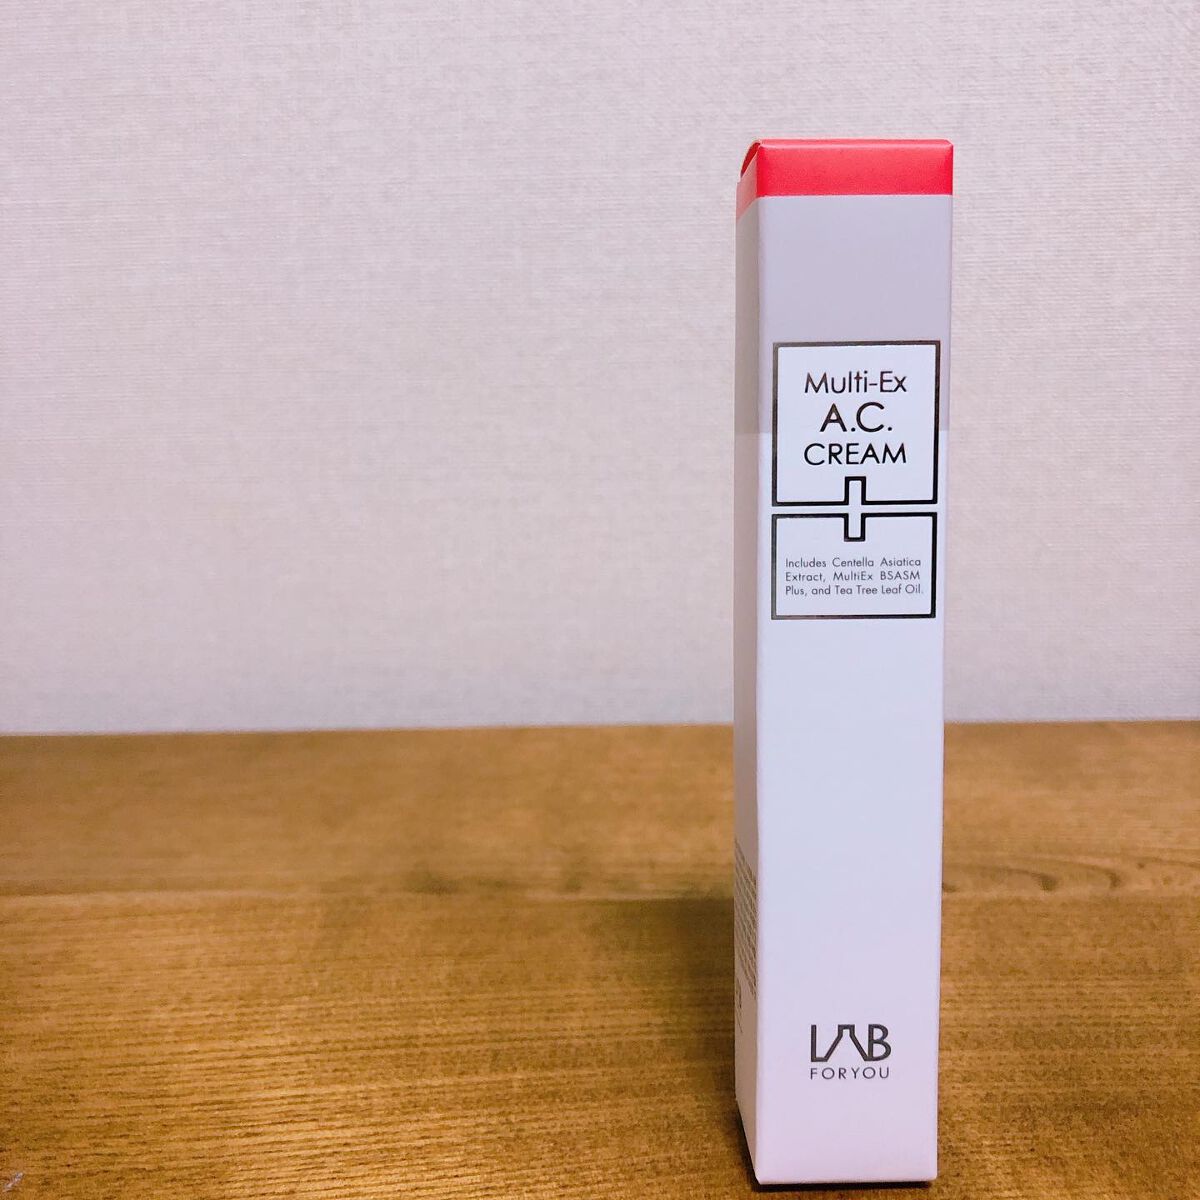 Multi-Ex
A.C.
CREAM
Includes Centella Asiatica
Extract, MultiEx BSASM
Plus, and Tea Tree Leaf Oil.
LAB
FORYOU